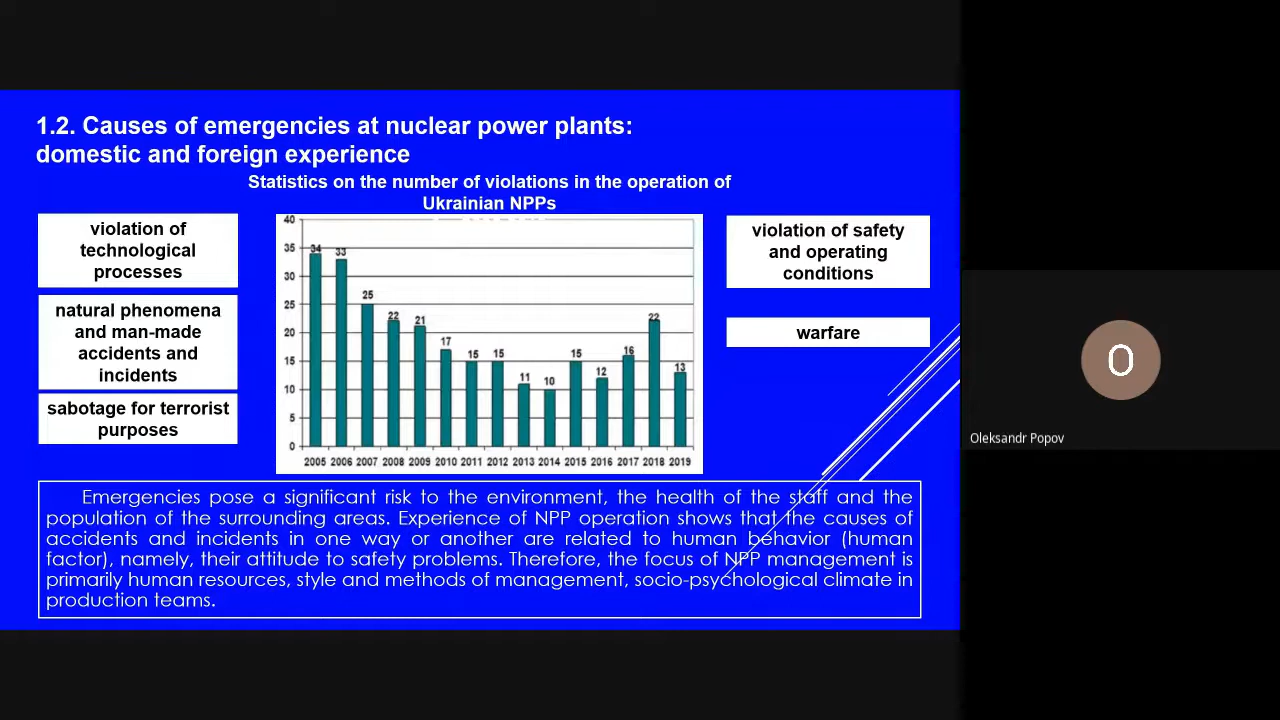 1.2. Causes of emergencies at nuclear power plants:
domestic and foreign experience
Statistics on the number of violations in the operation of
Ukrainian NPPs
violation of
technological
processes
natural phenomena
and man-made
accidents and
incidents
sabotage for terrorist
purposes
40
35
30
25
20
15
10
5
0
34
33
25
22
21
17
15
15
11
10
15
12
16
22
13
2005 2006 2007 2008 2009 2010 2011 2012 2013 2014 2015 2016 2017 2018 2019
violation of safety
and operating
conditions
warfare
Emergencies pose a significant risk to the environment, the health of the staff and the
population of the surrounding areas. Experience of NPP operation shows that the causes of
accidents and incidents in one way or another are related to human behavior (human
factor), namely, their attitude to safety problems. Therefore, the focus of NPP management is
primarily human resources, style and methods of management, socio-psychological climate in
production teams.
O
Oleksandr Popov